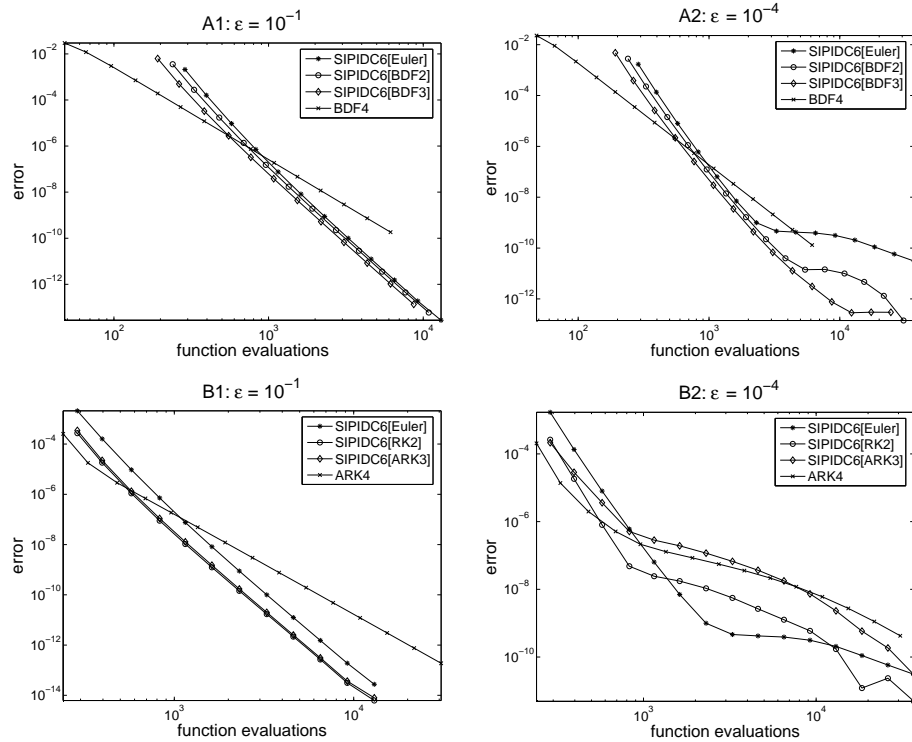 A1: ε = 10⁻¹
10⁻²
10⁻⁴
10⁻⁶
10⁻⁸
10⁻¹⁰
10⁻¹²
error
SIPIDC6[Euler]
SIPIDC6[BDF2]
SIPIDC6[BDF3]
BDF4
10²
10³
10⁴
function evaluations
A2: ε = 10⁻⁴
10⁻²
10⁻⁴
10⁻⁶
10⁻⁸
10⁻¹⁰
10⁻¹²
error
SIPIDC6[Euler]
SIPIDC6[BDF2]
SIPIDC6[BDF3]
BDF4
10²
10³
10⁴
function evaluations
B1: ε = 10⁻¹
10⁻⁴
10⁻⁶
10⁻⁸
10⁻¹⁰
10⁻¹²
10⁻¹⁴
error
SIPIDC6[Euler]
SIPIDC6[RK2]
SIPIDC6[ARK3]
ARK4
10³
10⁴
function evaluations
B2: ε = 10⁻⁴
10⁻⁴
10⁻⁶
10⁻⁸
10⁻¹⁰
error
SIPIDC6[Euler]
SIPIDC6[RK2]
SIPIDC6[ARK3]
ARK4
10³
10⁴
function evaluations